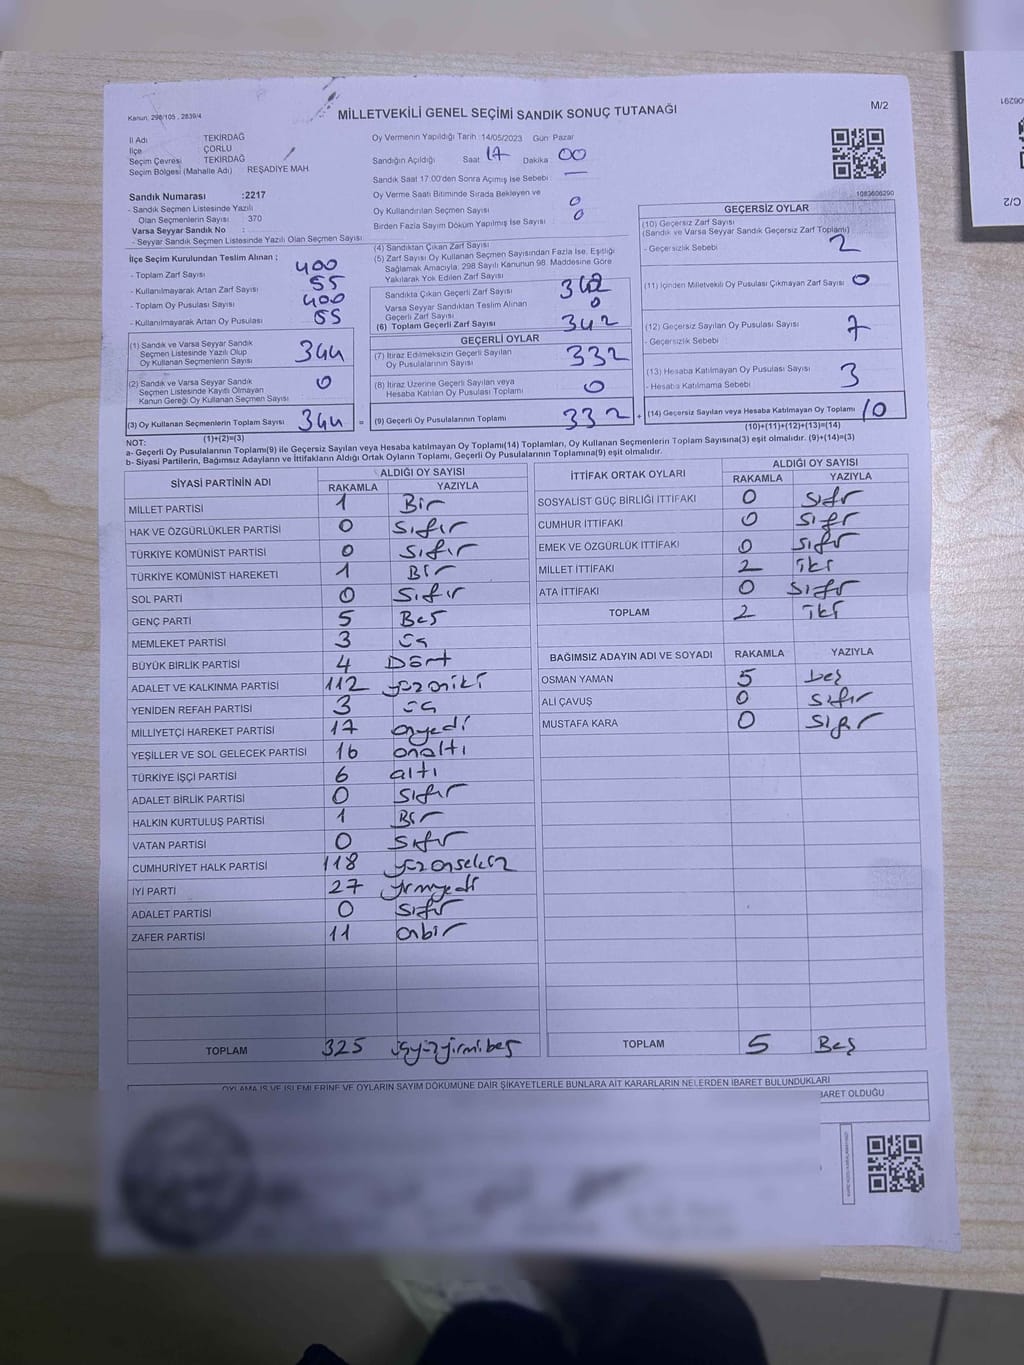 Kanun, 298/105 , 2839/4
MİLLETVEKİLİ GENEL SEÇİMİ SANDIK SONUÇ TUTANAĞI
M/2
İl Adı TEKİRDAĞ
İlçe ÇORLU
Seçim Çevresi TEKİRDAĞ
Seçim Bölgesi (Mahalle Adı) REŞADİYE MAH.
Sandık Numarası :2217
- Sandık Seçmen Listesinde Yazılı
Olan Seçmenlerin Sayısı : 370
Varsa Seyyar Sandık No :
- Seyyar Sandık Seçmen Listesinde Yazılı Olan Seçmen Sayısı
Oy Vermenin Yapıldığı Tarih :14/05/2023 Gün Pazar
Sandığın Açıldığı Saat 17 Dakika 00
Sandık Saat 17:00'den Sonra Açımış İse Sebebi —
Oy Verme Saati Bitiminde Sırada Bekleyen ve
Oy Kullandırılan Seçmen Sayısı 0
Birden Fazla Sayım Döküm Yapılmış İse Sayısı 0
1083606290
İlçe Seçim Kurulundan Teslim Alınan ;
- Toplam Zarf Sayısı 400
- Kullanılmayarak Artan Zarf Sayısı 55
- Toplam Oy Pusulası Sayısı 400
- Kullanılmayarak Artan Oy Pusulası 55
(1) Sandık ve Varsa Seyyar Sandık
Seçmen Listesinde Yazılı Olup
Oy Kullanan Seçmenlerin Sayısı 344
(2) Sandık ve Varsa Seyyar Sandık
Seçmen Listesinde Kayıtlı Olmayan
Kanun Gereği Oy Kullanan Seçmen Sayısı 0
(3) Oy Kullanan Seçmenlerin Toplam Sayısı 344 =
(1)+(2)=(3)
(4) Sandıktan Çıkan Zarf Sayısı
(5) Zarf Sayısı Oy Kullanan Seçmen Sayısından Fazla İse, Eşitliği
Sağlamak Amacıyla, 298 Sayılı Kanunun 98. Maddesine Göre
Yakılarak Yok Edilen Zarf Sayısı
Sandıkta Çıkan Geçerli Zarf Sayısı 342
Varsa Seyyar Sandıktan Teslim Alınan
Geçerli Zarf Sayısı 0
(6) Toplam Geçerli Zarf Sayısı 342
GEÇERLİ OYLAR
(7) İtiraz Edilmeksizin Geçerli Sayılan
Oy Pusulalarının Sayısı 332
(8) İtiraz Üzerine Geçerli Sayılan veya
Hesaba Katılan Oy Pusulası Toplamı 0
(9) Geçerli Oy Pusulalarının Toplamı 332 +
GEÇERSİZ OYLAR
(10) Geçersiz Zarf Sayısı
(Sandık ve Varsa Seyyar Sandık Geçersiz Zarf Toplamı)
- Geçersizlik Sebebi 2
(11) İçinden Milletvekili Oy Pusulası Çıkmayan Zarf Sayısı 0
(12) Geçersiz Sayılan Oy Pusulası Sayısı 7
- Geçersizlik Sebebi
(13) Hesaba Katılmayan Oy Pusulası Sayısı 3
- Hesaba Katılmama Sebebi
(14) Geçersiz Sayılan veya Hesaba Katılmayan Oy Toplamı 10
(10)+(11)+(12)+(13)=(14)
NOT:
a- Geçerli Oy Pusulalarının Toplamı(9) ile Geçersiz Sayılan veya Hesaba katılmayan Oy Toplamı(14) Toplamları, Oy Kullanan Seçmenlerin Toplam Sayısına(3) eşit olmalıdır. (9)+(14)=(3)
b- Siyasi Partilerin, Bağımsız Adayların ve İttifakların Aldığı Ortak Oyların Toplamı, Geçerli Oy Pusulalarının Toplamına(9) eşit olmalıdır.
SİYASİ PARTİNİN ADI ALDIĞI OY SAYISI
RAKAMLA YAZIYLA
MİLLET PARTİSİ 1 Bir
HAK VE ÖZGÜRLÜKLER PARTİSİ 0 sıfır
TÜRKİYE KOMÜNİST PARTİSİ 0 sıfır
TÜRKİYE KOMÜNİST HAREKETİ 1 Bir
SOL PARTİ 0 sıfır
GENÇ PARTİ 5 Beş
MEMLEKET PARTİSİ 3 üç
BÜYÜK BİRLİK PARTİSİ 4 Dört
ADALET VE KALKINMA PARTİSİ 112 yüzoniki
YENİDEN REFAH PARTİSİ 3 üç
MİLLİYETÇİ HAREKET PARTİSİ 17 onyedi
YEŞİLLER VE SOL GELECEK PARTİSİ 16 onaltı
TÜRKİYE İŞÇİ PARTİSİ 6 altı
ADALET BİRLİK PARTİSİ 0 sıfır
HALKIN KURTULUŞ PARTİSİ 1 Bir
VATAN PARTİSİ 0 sıfır
CUMHURİYET HALK PARTİSİ 118 yüzonsekiz
İYİ PARTİ 27 yirmiyedi
ADALET PARTİSİ 0 sıfır
ZAFER PARTİSİ 11 onbir
TOPLAM 325 üçyüzyirmibeş
İTTİFAK ORTAK OYLARI ALDIĞI OY SAYISI
RAKAMLA YAZIYLA
SOSYALİST GÜÇ BİRLİĞİ İTTİFAKI 0 sıfır
CUMHUR İTTİFAKI 0 sıfır
EMEK VE ÖZGÜRLÜK İTTİFAKI 0 sıfır
MİLLET İTTİFAKI 2 iki
ATA İTTİFAKI 0 sıfır
TOPLAM 2 iki
BAĞIMSIZ ADAYIN ADI VE SOYADI RAKAMLA YAZIYLA
OSMAN YAMAN 5 beş
ALİ ÇAVUŞ 0 sıfır
MUSTAFA KARA 0 sıfır
TOPLAM 5 Beş
OYLAMA İŞ VE İŞLEMLERİNE VE OYLARIN SAYIM DÖKÜMÜNE DAİR ŞİKAYETLERLE BUNLARA AİT KARARLARIN NELERDEN İBARET BULUNDUKLARI
BARET OLDUĞU
C/2